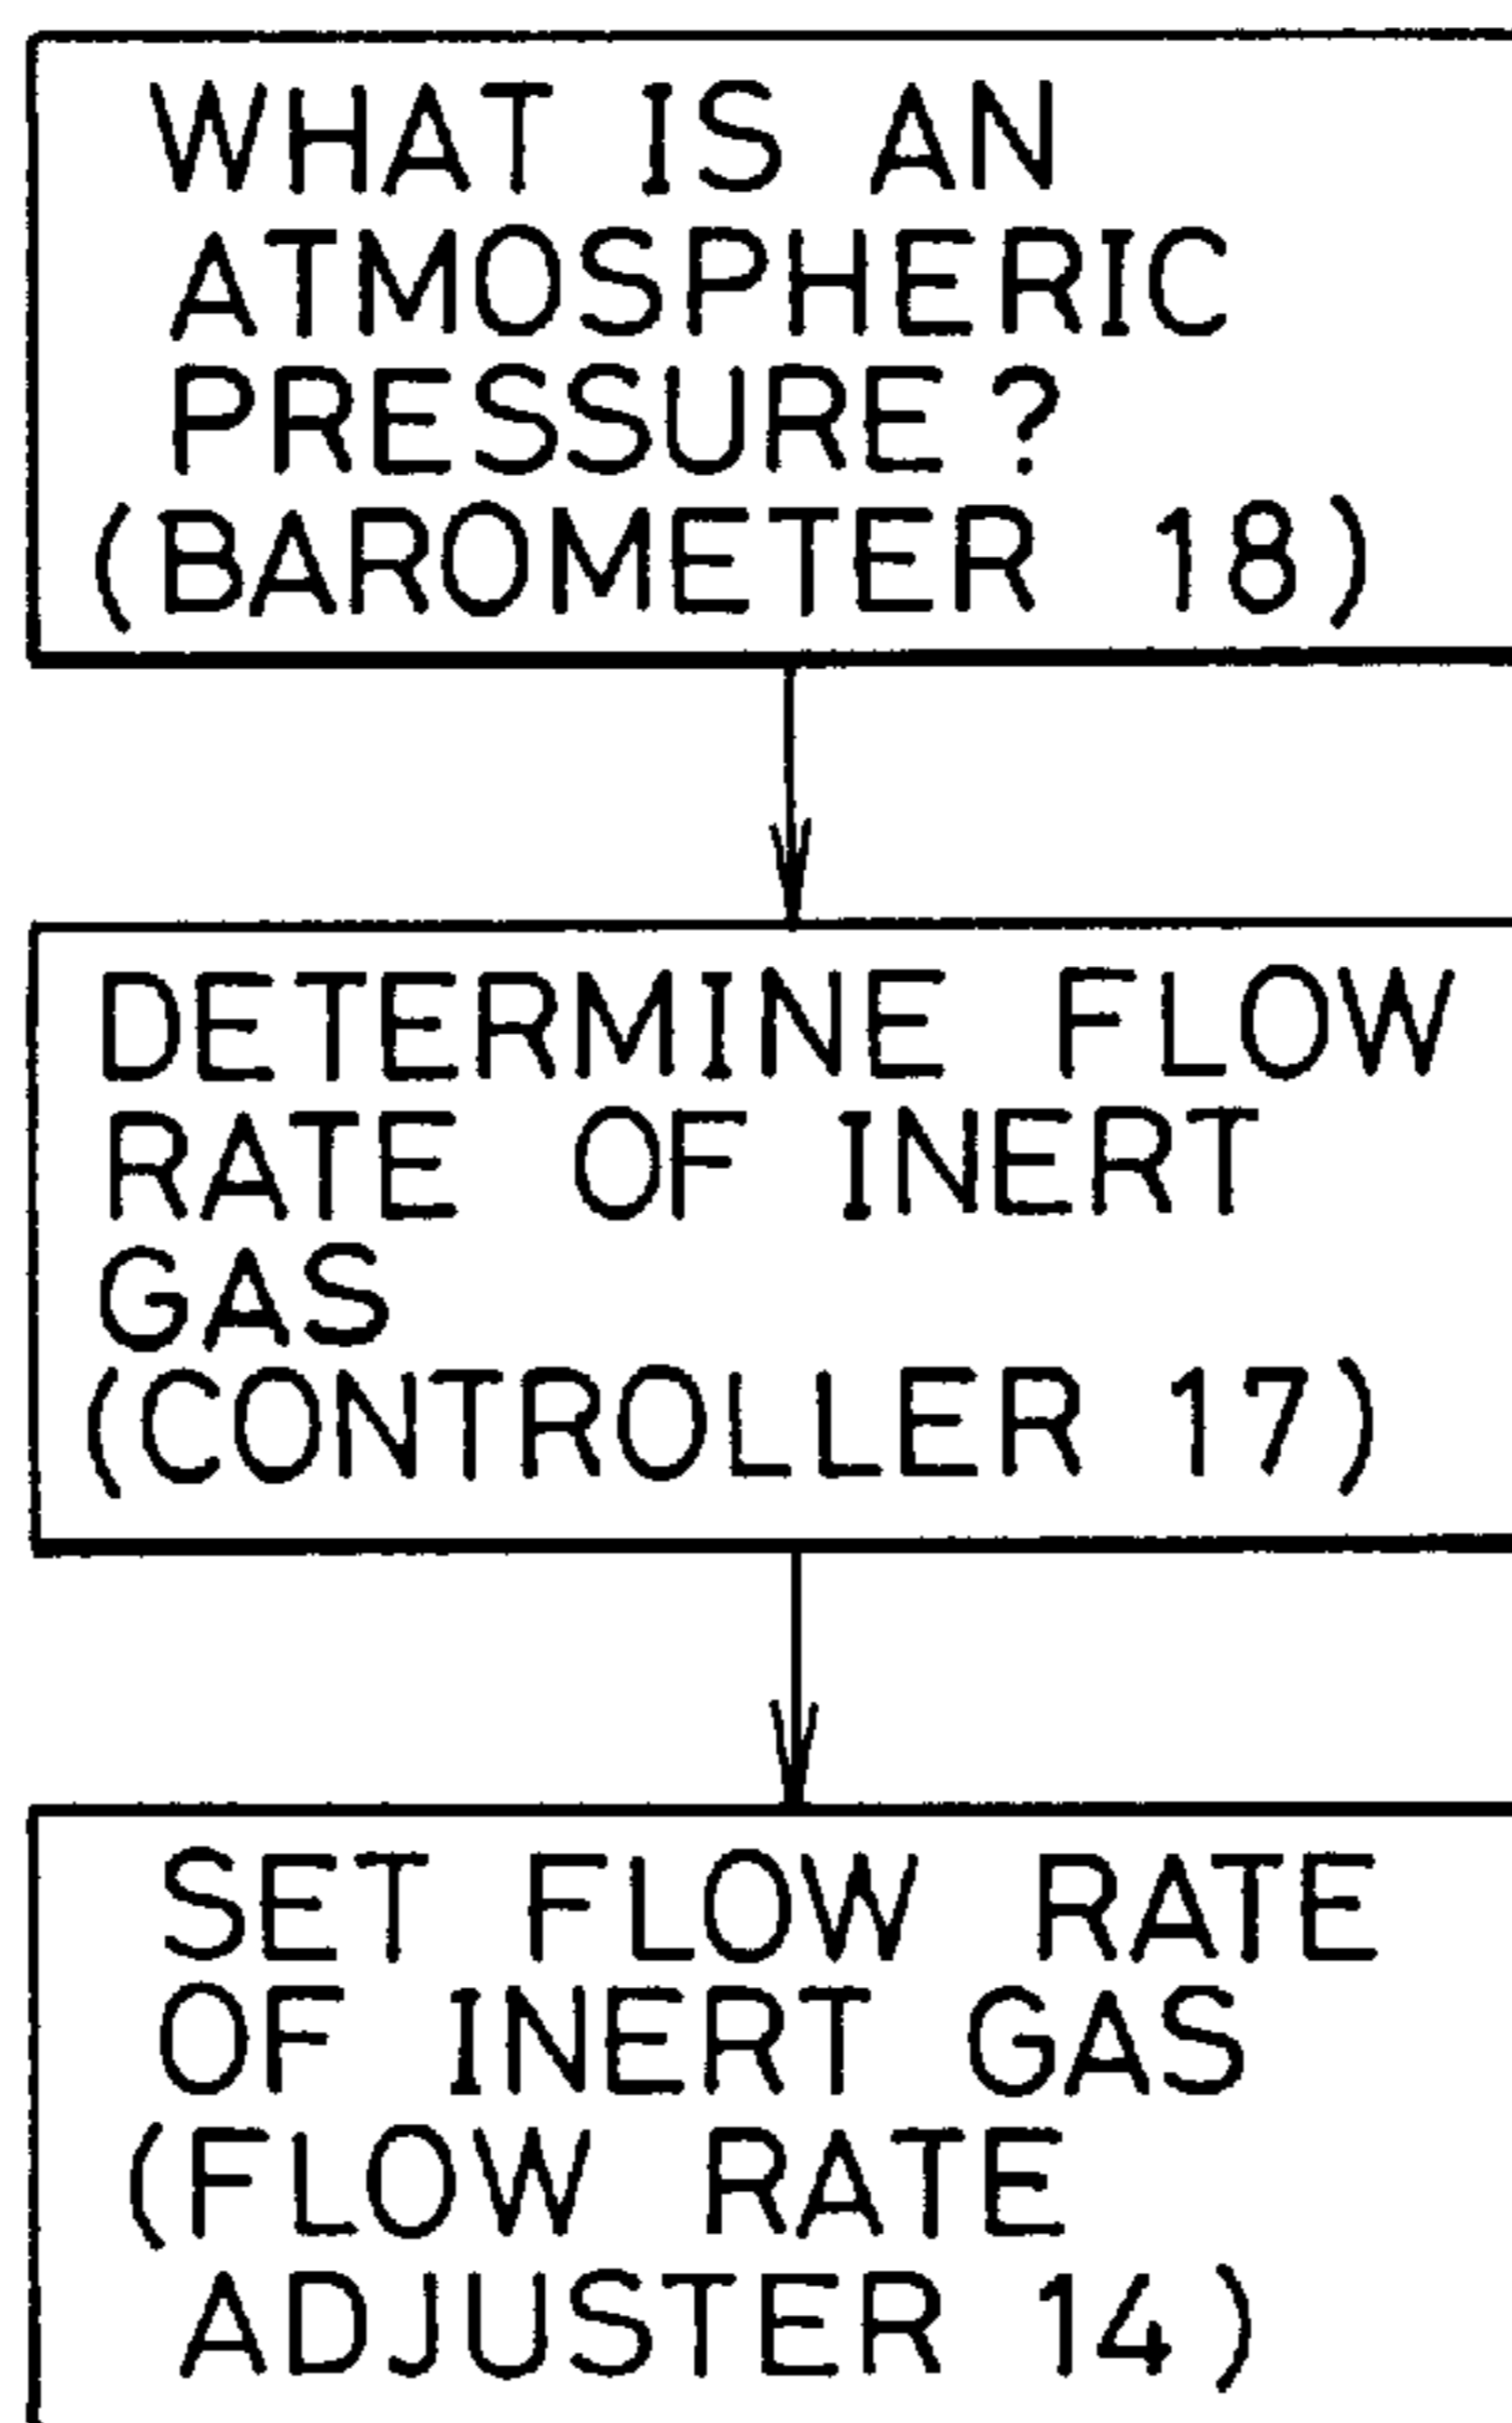 WHAT IS AN
ATMOSPHERIC
PRESSURE?
(BAROMETER 18)
DETERMINE FLOW
RATE OF INERT
GAS
(CONTROLLER 17)
SET FLOW RATE
OF INERT GAS
(FLOW RATE
ADJUSTER 14)